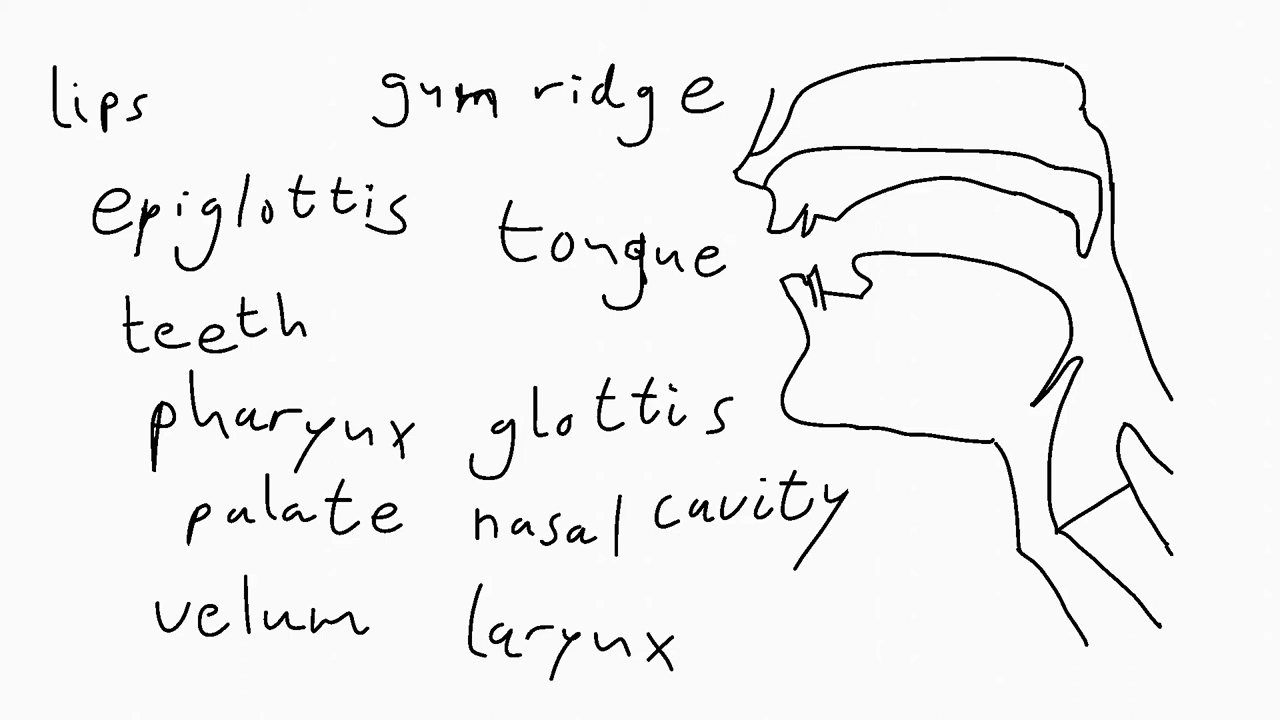 lips gum ridge
epiglottis tongue
teeth
pharynx glottis
palate nasal cavity
velum larynx